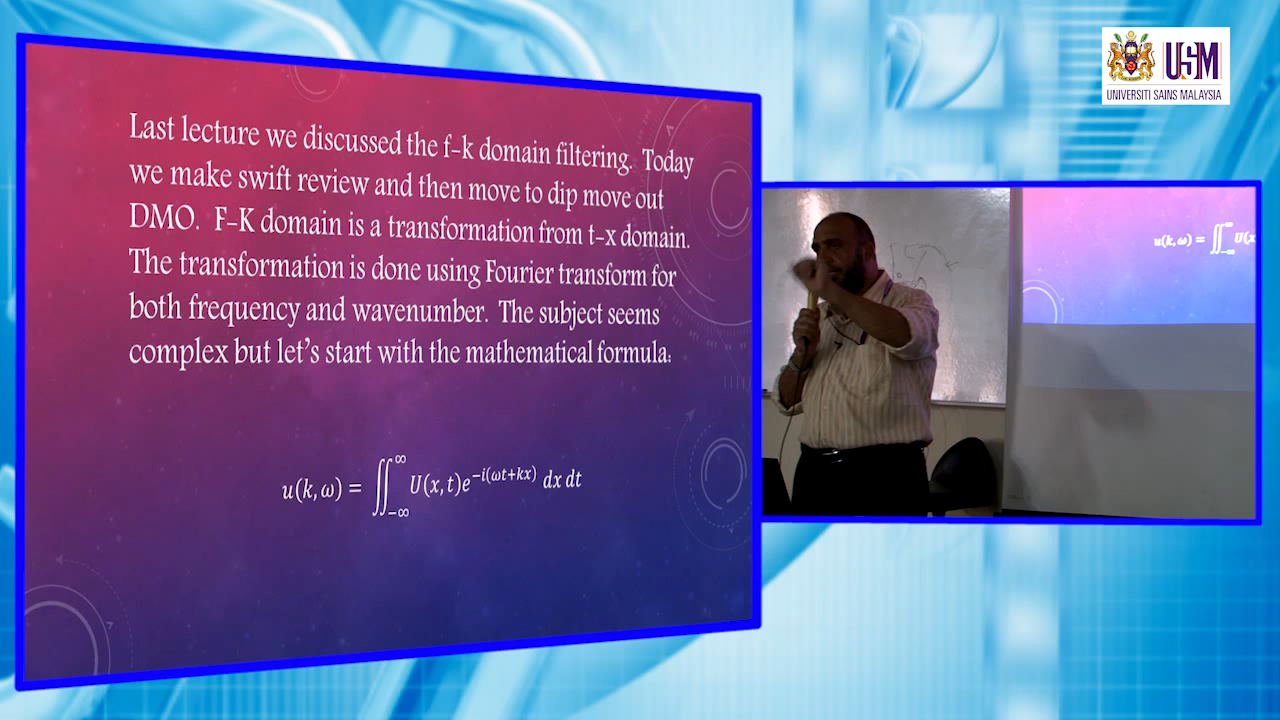 USM
UNIVERSITI SAINS MALAYSIA
Last lecture we discussed the f-k domain filtering. Today
we make swift review and then move to dip move out
DMO. F-K domain is a transformation from t-x domain.
The transformation is done using Fourier transform for
both frequency and wavenumber. The subject seems
complex but let's start with the mathematical formula:
u(k, ω) = ∬_{-∞}^{∞} U(x, t)e^{-i(ωt+kx)} dx dt
u(k, ω) = ∬_{-∞}^{∞} U(x